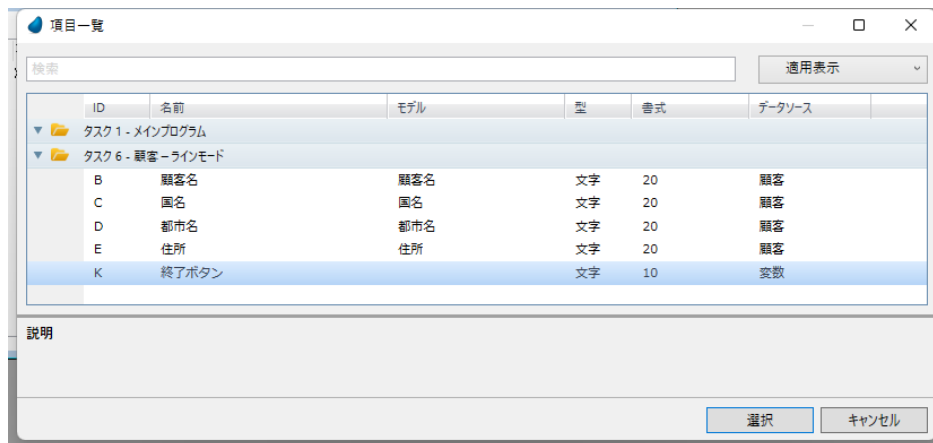 項目一覧
検索
適用表示
ID 名前 モデル 型 書式 データソース
タスク 1 - メインプログラム
タスク 6 - 顧客 – ラインモード
B 顧客名 顧客名 文字 20 顧客
C 国名 国名 文字 20 顧客
D 都市名 都市名 文字 20 顧客
E 住所 住所 文字 20 顧客
K 終了ボタン 文字 10 変数
説明
選択 キャンセル